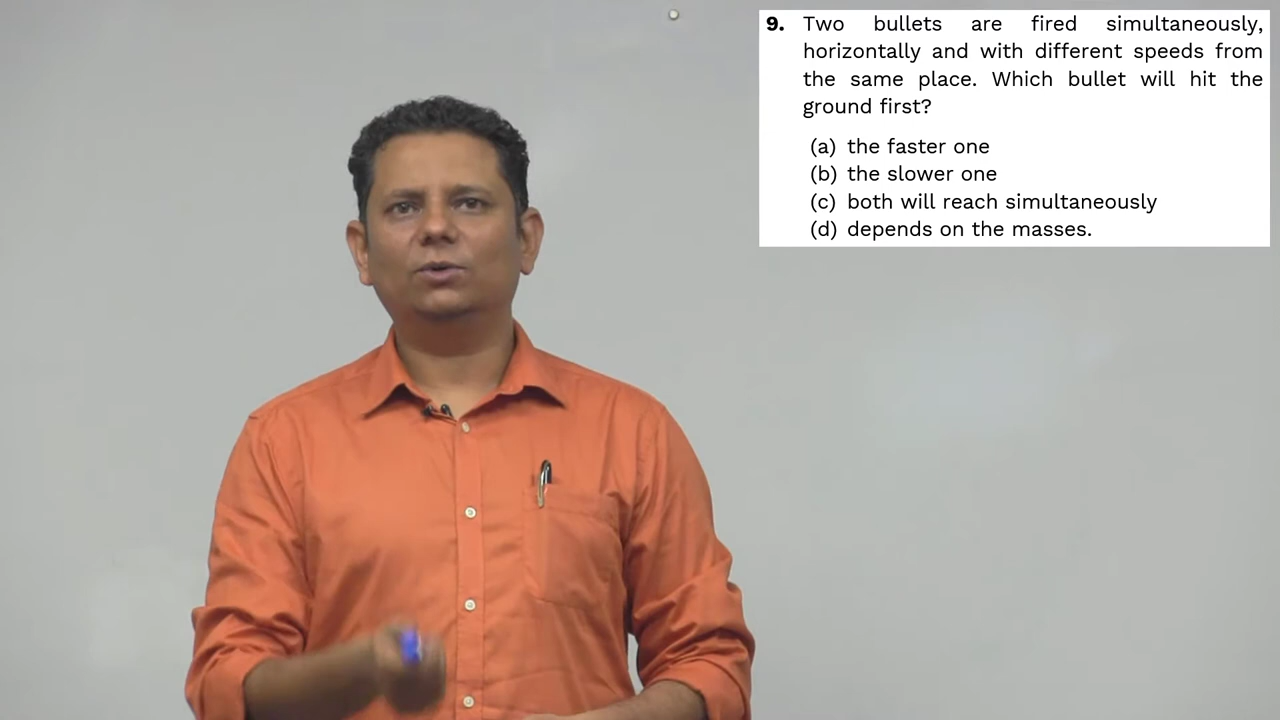 9. Two bullets are fired simultaneously,
horizontally and with different speeds from
the same place. Which bullet will hit the
ground first?
(a) the faster one
(b) the slower one
(c) both will reach simultaneously
(d) depends on the masses.